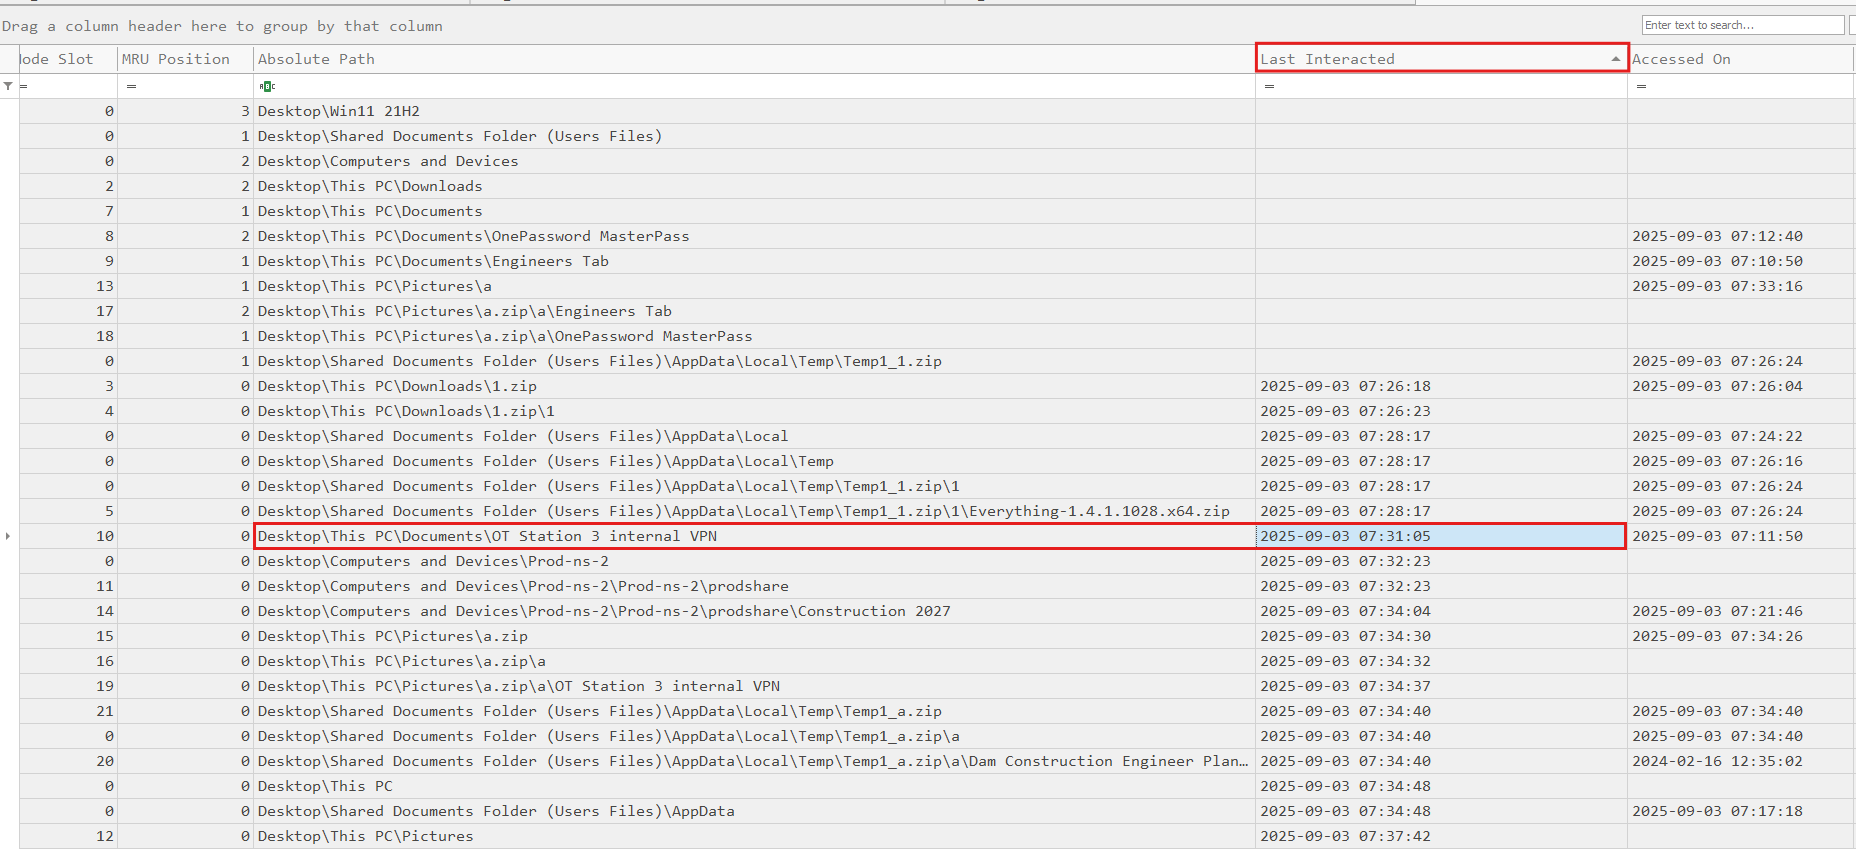 Drag a column header here to group by that column
Enter text to search...
Node Slot MRU Position Absolute Path Last Interacted Accessed On
= = ABC = =
0 3 Desktop\Win11 21H2
0 1 Desktop\Shared Documents Folder (Users Files)
0 2 Desktop\Computers and Devices
2 2 Desktop\This PC\Downloads
7 1 Desktop\This PC\Documents
8 2 Desktop\This PC\Documents\OnePassword MasterPass 2025-09-03 07:12:40
9 1 Desktop\This PC\Documents\Engineers Tab 2025-09-03 07:10:50
13 1 Desktop\This PC\Pictures\a 2025-09-03 07:33:16
17 2 Desktop\This PC\Pictures\a.zip\a\Engineers Tab
18 1 Desktop\This PC\Pictures\a.zip\a\OnePassword MasterPass
0 1 Desktop\Shared Documents Folder (Users Files)\AppData\Local\Temp\Temp1_1.zip 2025-09-03 07:26:24
3 0 Desktop\This PC\Downloads\1.zip 2025-09-03 07:26:18 2025-09-03 07:26:04
4 0 Desktop\This PC\Downloads\1.zip\1 2025-09-03 07:26:23
0 0 Desktop\Shared Documents Folder (Users Files)\AppData\Local 2025-09-03 07:28:17 2025-09-03 07:24:22
0 0 Desktop\Shared Documents Folder (Users Files)\AppData\Local\Temp 2025-09-03 07:28:17 2025-09-03 07:26:16
0 0 Desktop\Shared Documents Folder (Users Files)\AppData\Local\Temp\Temp1_1.zip\1 2025-09-03 07:28:17 2025-09-03 07:26:24
5 0 Desktop\Shared Documents Folder (Users Files)\AppData\Local\Temp\Temp1_1.zip\1\Everything-1.4.1.1028.x64.zip 2025-09-03 07:28:17 2025-09-03 07:26:24
10 0 Desktop\This PC\Documents\OT Station 3 internal VPN 2025-09-03 07:31:05 2025-09-03 07:11:50
0 0 Desktop\Computers and Devices\Prod-ns-2 2025-09-03 07:32:23
11 0 Desktop\Computers and Devices\Prod-ns-2\Prod-ns-2\prodshare 2025-09-03 07:32:23
14 0 Desktop\Computers and Devices\Prod-ns-2\Prod-ns-2\prodshare\Construction 2027 2025-09-03 07:34:04 2025-09-03 07:21:46
15 0 Desktop\This PC\Pictures\a.zip 2025-09-03 07:34:30 2025-09-03 07:34:26
16 0 Desktop\This PC\Pictures\a.zip\a 2025-09-03 07:34:32
19 0 Desktop\This PC\Pictures\a.zip\a\OT Station 3 internal VPN 2025-09-03 07:34:37
21 0 Desktop\Shared Documents Folder (Users Files)\AppData\Local\Temp\Temp1_a.zip 2025-09-03 07:34:40 2025-09-03 07:34:40
0 0 Desktop\Shared Documents Folder (Users Files)\AppData\Local\Temp\Temp1_a.zip\a 2025-09-03 07:34:40 2025-09-03 07:34:40
20 0 Desktop\Shared Documents Folder (Users Files)\AppData\Local\Temp\Temp1_a.zip\a\Dam Construction Engineer Plan… 2025-09-03 07:34:40 2024-02-16 12:35:02
0 0 Desktop\This PC 2025-09-03 07:34:48
0 0 Desktop\Shared Documents Folder (Users Files)\AppData 2025-09-03 07:34:48 2025-09-03 07:17:18
12 0 Desktop\This PC\Pictures 2025-09-03 07:37:42